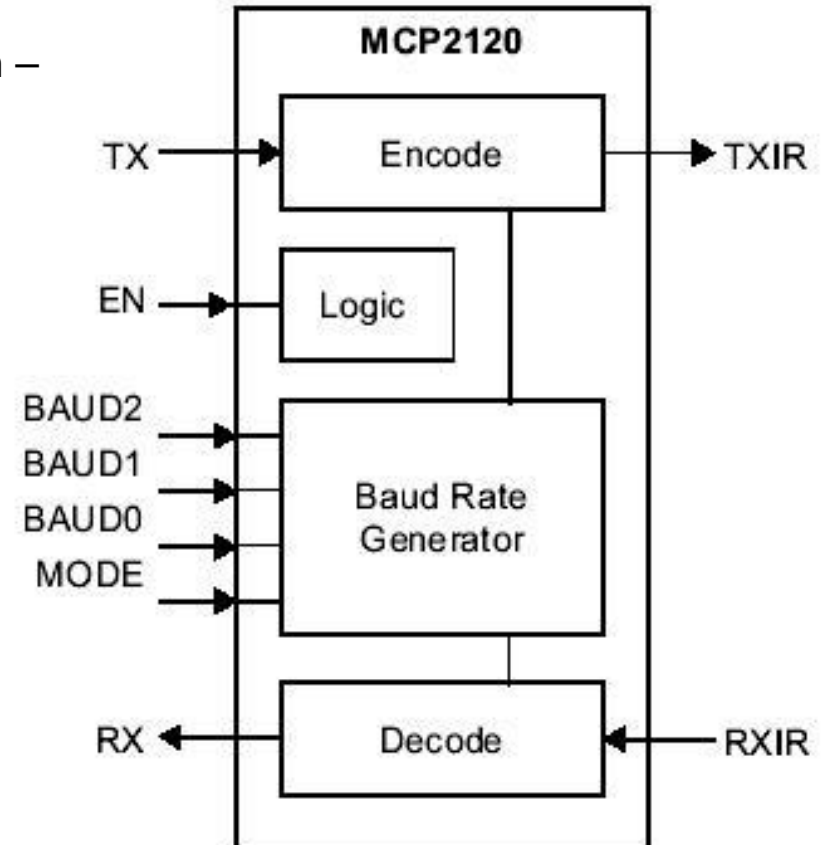 MCP2120
–
TX
Encode
TXIR
EN
Logic
BAUD2
BAUD1
BAUD0
MODE
Baud Rate
Generator
RX
Decode
RXIR